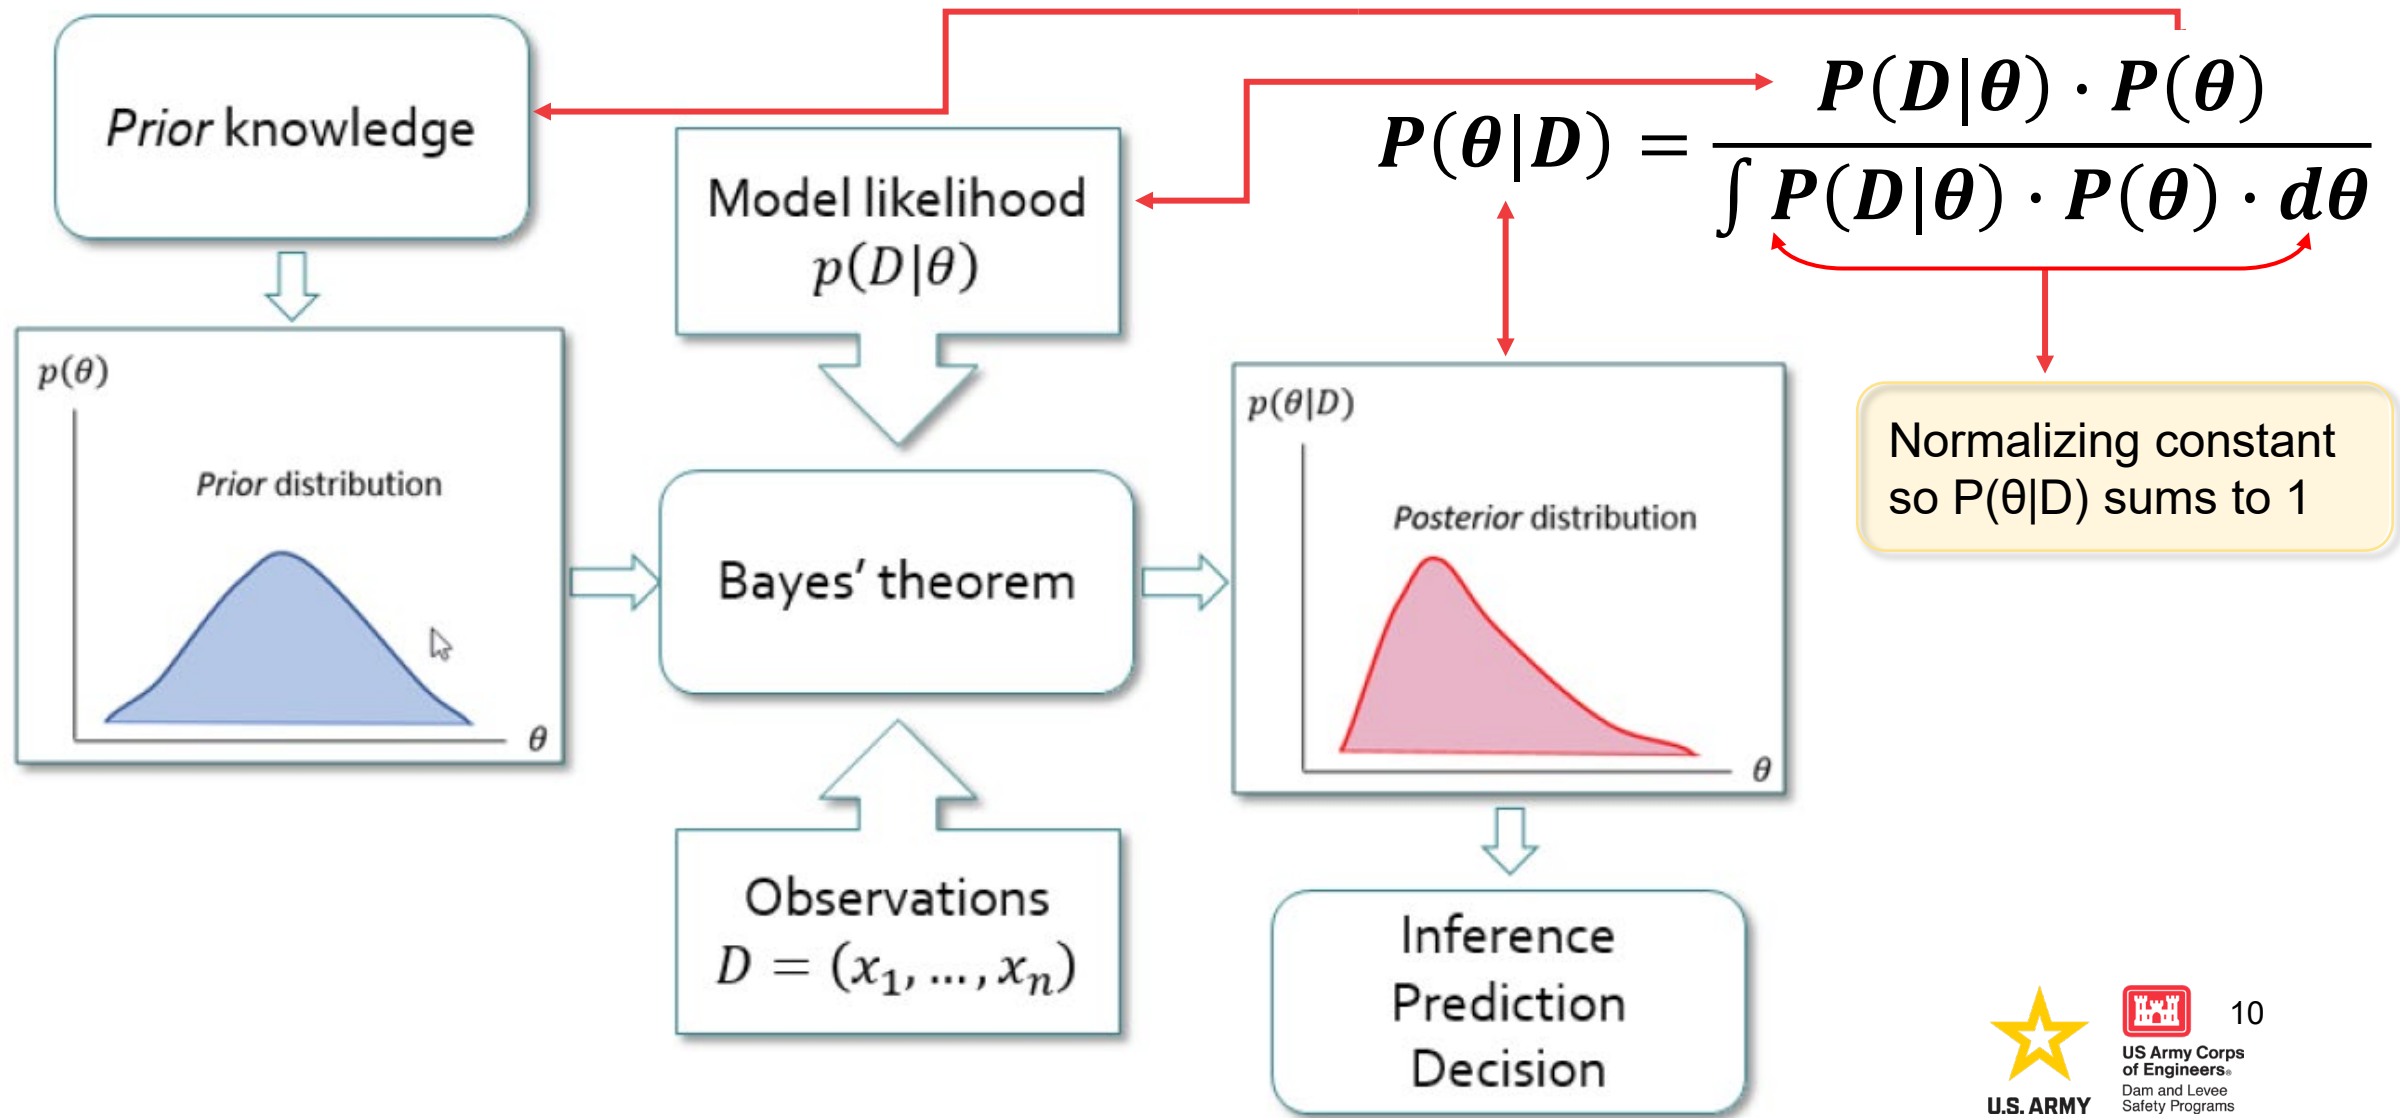 Prior knowledge
p(θ)
Prior distribution
θ
Model likelihood
p(D|θ)
Bayes' theorem
Observations
D = (x₁, ... , xₙ)
P(θ|D) = P(D|θ) · P(θ)
∫ P(D|θ) · P(θ) · dθ
p(θ|D)
Posterior distribution
θ
Normalizing constant
so P(θ|D) sums to 1
Inference
Prediction
Decision
U.S. ARMY
US Army Corps
of Engineers®
Dam and Levee
Safety Programs
10